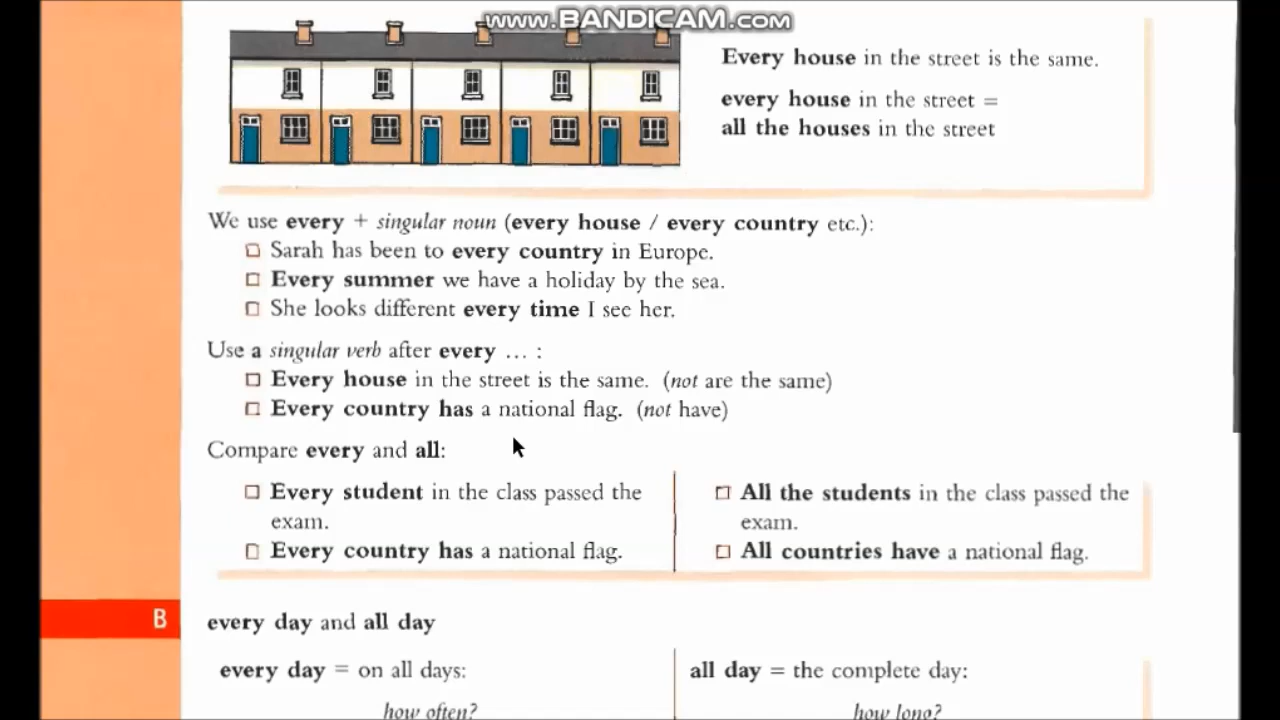 www.BANDICAM.com
Every house in the street is the same.
every house in the street =
all the houses in the street
We use every + singular noun (every house / every country etc.):
Sarah has been to every country in Europe.
Every summer we have a holiday by the sea.
She looks different every time I see her.
Use a singular verb after every ... :
Every house in the street is the same. (not are the same)
Every country has a national flag. (not have)
Compare every and all:
Every student in the class passed the
exam.
Every country has a national flag.
All the students in the class passed the
exam.
All countries have a national flag.
B
every day and all day
every day = on all days:
how often?
all day = the complete day:
how long?